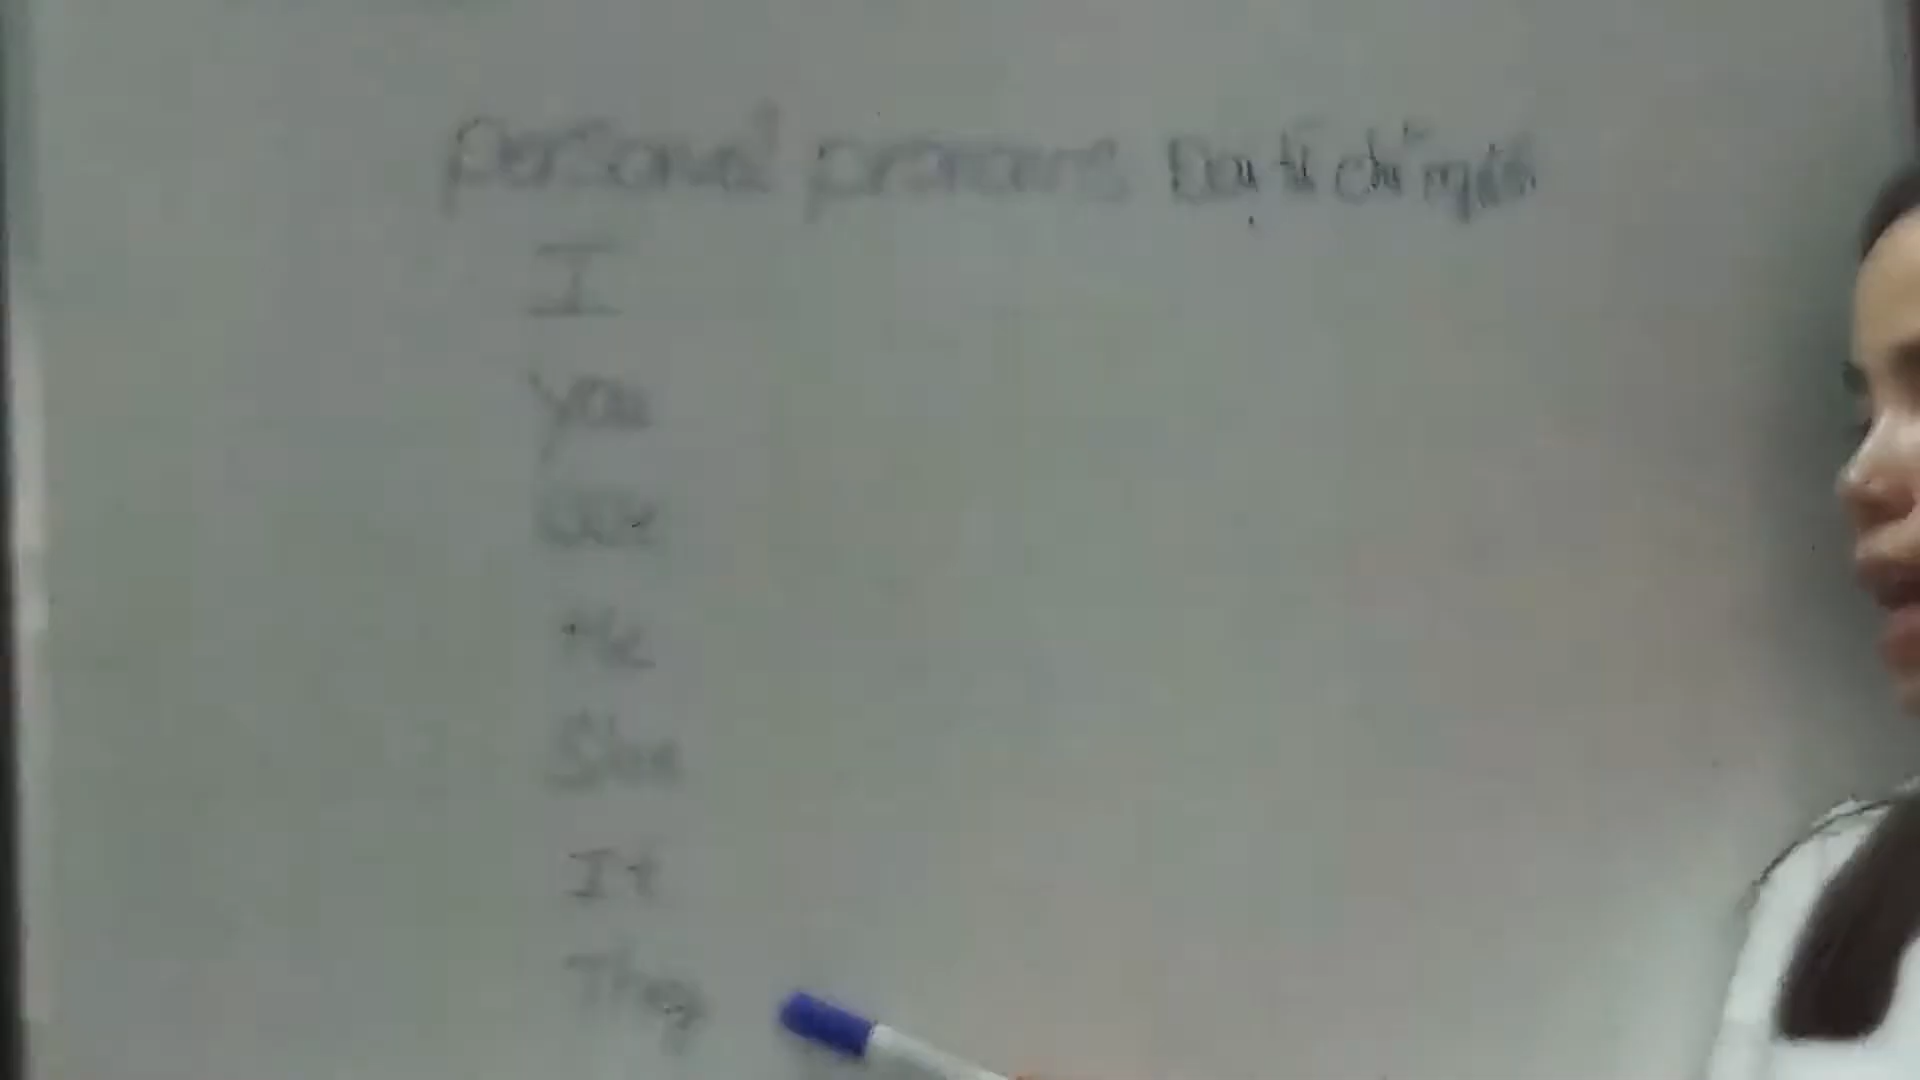 personal pronouns Đại từ chỉ ngôi
I
you
we
He
She
It
They